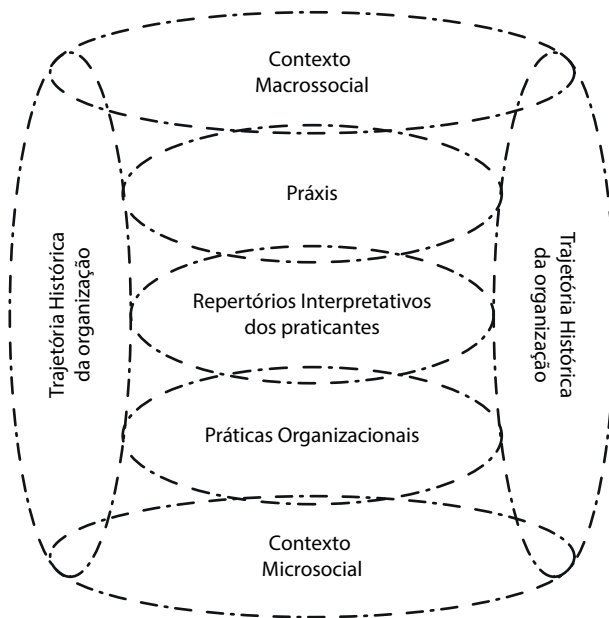 Contexto
Macrossocial
Práxis
Trajetória Histórica
da organização
Repertórios Interpretativos
dos praticantes
Trajetória Histórica
da organização
Práticas Organizacionais
Contexto
Microsocial